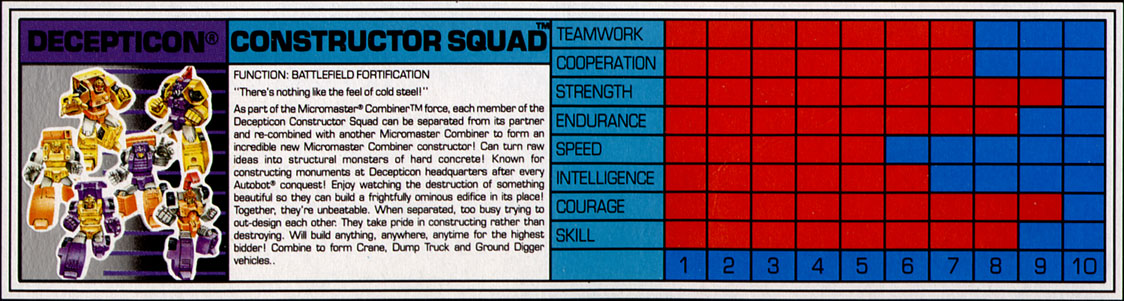 DECEPTICON®
CONSTRUCTOR SQUAD™
FUNCTION: BATTLEFIELD FORTIFICATION
"There's nothing like the feel of cold steel!"
As part of the Micromaster® Combiner™ force, each member of the
Decepticon Constructor Squad can be separated from its partner
and re-combined with another Micromaster Combiner to form an
incredible new Micromaster Combiner constructor! Can turn raw
ideas into structural monsters of hard concrete! Known for
constructing monuments at Decepticon headquarters after every
Autobot® conquest! Enjoy watching the destruction of something
beautiful so they can build a frightfully ominous edifice in its place!
Together, they're unbeatable. When separated, too busy trying to
out-design each other. They take pride in constructing rather than
destroying. Will build anything, anywhere, anytime for the highest
bidder! Combine to form Crane, Dump Truck and Ground Digger
vehicles..
TEAMWORK
COOPERATION
STRENGTH
ENDURANCE
SPEED
INTELLIGENCE
COURAGE
SKILL
1 2 3 4 5 6 7 8 9 10